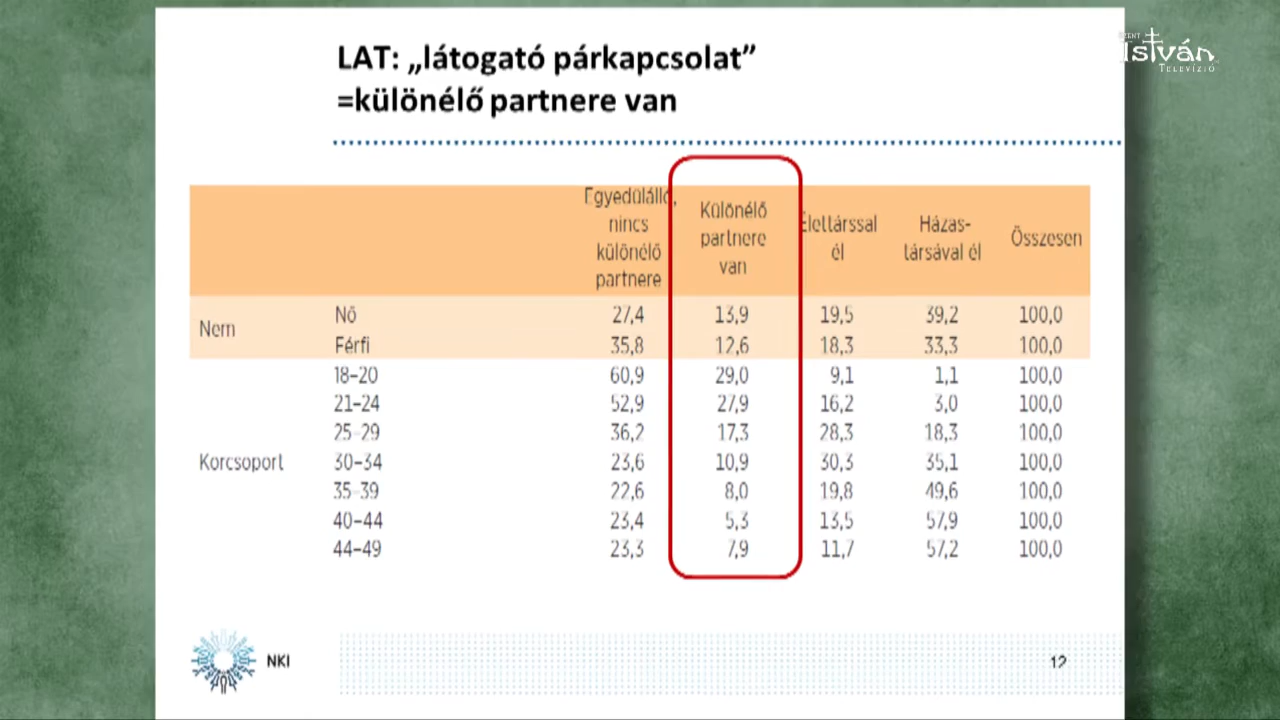 LAT: „látogató párkapcsolat”
=különélő partnere van
SZENT
István
TELEVÍZIÓ
Egyedülálló, nincs különélő partnere Különélő partnere van Élettárssal él Házas-társával él Összesen
Nem
Nő 27,4 13,9 19,5 39,2 100,0
Férfi 35,8 12,6 18,3 33,3 100,0
Korcsoport
18–20 60,9 29,0 9,1 1,1 100,0
21–24 52,9 27,9 16,2 3,0 100,0
25–29 36,2 17,3 28,3 18,3 100,0
30–34 23,6 10,9 30,3 35,1 100,0
35–39 22,6 8,0 19,8 49,6 100,0
40–44 23,4 5,3 13,5 57,9 100,0
44–49 23,3 7,9 11,7 57,2 100,0
NKI
12